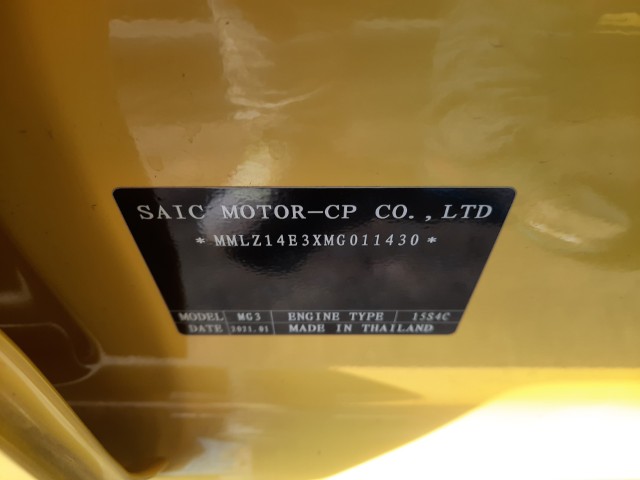 SAIC MOTOR-CP CO.,LTD
*MMLZ14E3XMG011430*
MODEL MG3 ENGINE TYPE 15S4C
DATE 2021.01 MADE IN THAILAND